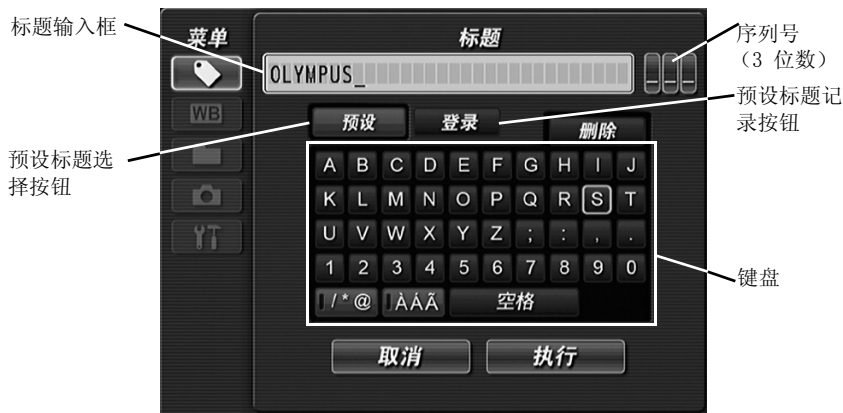 标题输入框
菜单
标题
序列号
（3 位数）
OLYMPUS_
_ _ _
WB
预设
登录
删除
预设标题记
录按钮
预设标题选
择按钮
A B C D E F G H I J
K L M N O P Q R S T
U V W X Y Z ; : , .
1 2 3 4 5 6 7 8 9 0
/*@ ÀÁÃ 空格
键盘
取消
执行